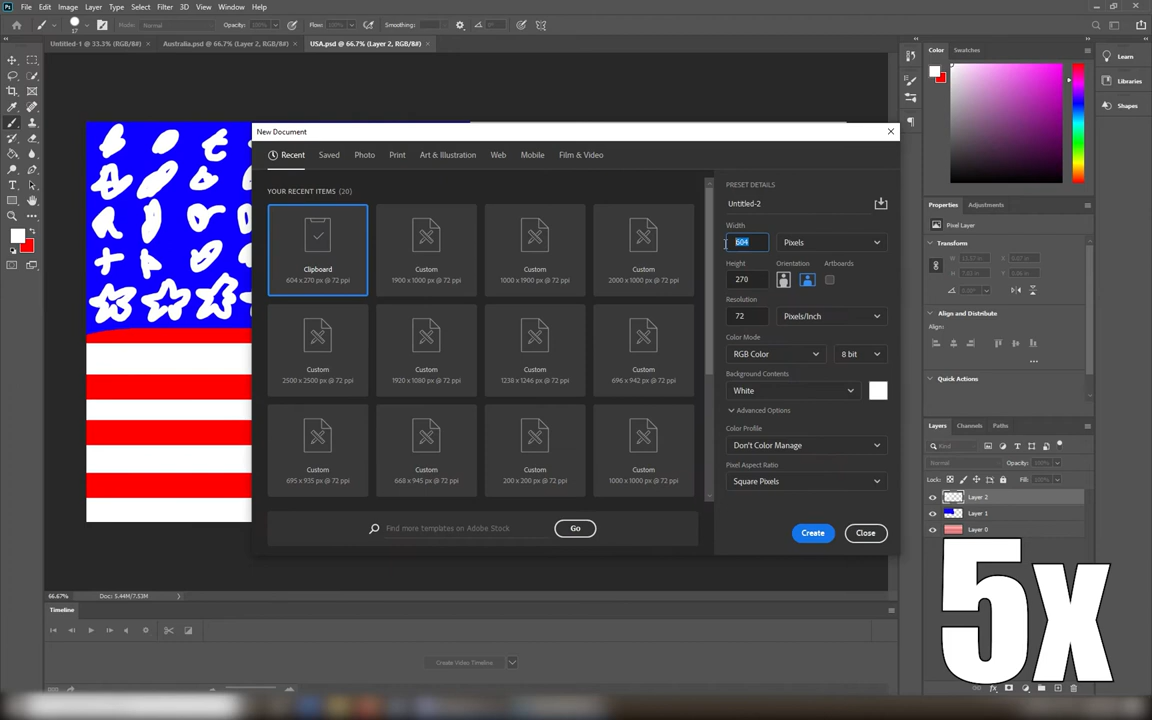 Ps File Edit Image Layer Type Select Filter 3D View Window Help
17 Mode: Normal Opacity: 100% Flow: 100% Smoothing: 0°
Untitled-1 @ 33.3% (RGB/8#) × Australia.psd @ 66.7% (Layer 2, RGB/8#) × USA.psd @ 66.7% (Layer 2, RGB/8#) ×
Color Swatches
Learn
Libraries
Shapes
New Document
Recent Saved Photo Print Art & Illustration Web Mobile Film & Video
YOUR RECENT ITEMS (20)
Clipboard
604 x 270 px @ 72 ppi
Custom
1900 x 1000 px @ 72 ppi
Custom
1000 x 1900 px @ 72 ppi
Custom
2000 x 1000 px @ 72 ppi
Custom
2500 x 2500 px @ 72 ppi
Custom
1920 x 1080 px @ 72 ppi
Custom
1238 x 1246 px @ 72 ppi
Custom
696 x 942 px @ 72 ppi
Custom
695 x 935 px @ 72 ppi
Custom
668 x 945 px @ 72 ppi
Custom
200 x 200 px @ 72 ppi
Custom
1000 x 1000 px @ 72 ppi
Find more templates on Adobe Stock Go
PRESET DETAILS
Untitled-2
Width
604 Pixels
Height Orientation Artboards
270
Resolution
72 Pixels/Inch
Color Mode
RGB Color 8 bit
Background Contents
White
Advanced Options
Color Profile
Don't Color Manage
Pixel Aspect Ratio
Square Pixels
Create Close
Properties Adjustments
Pixel Layer
Transform
Align and Distribute
Align:
Quick Actions
Layers Channels Paths
Kind
Normal Opacity: 100%
Lock: Fill: 100%
Layer 2
Layer 1
Layer 0
66.67% Doc: 5.44M/7.53M
Timeline
Create Video Timeline
5x